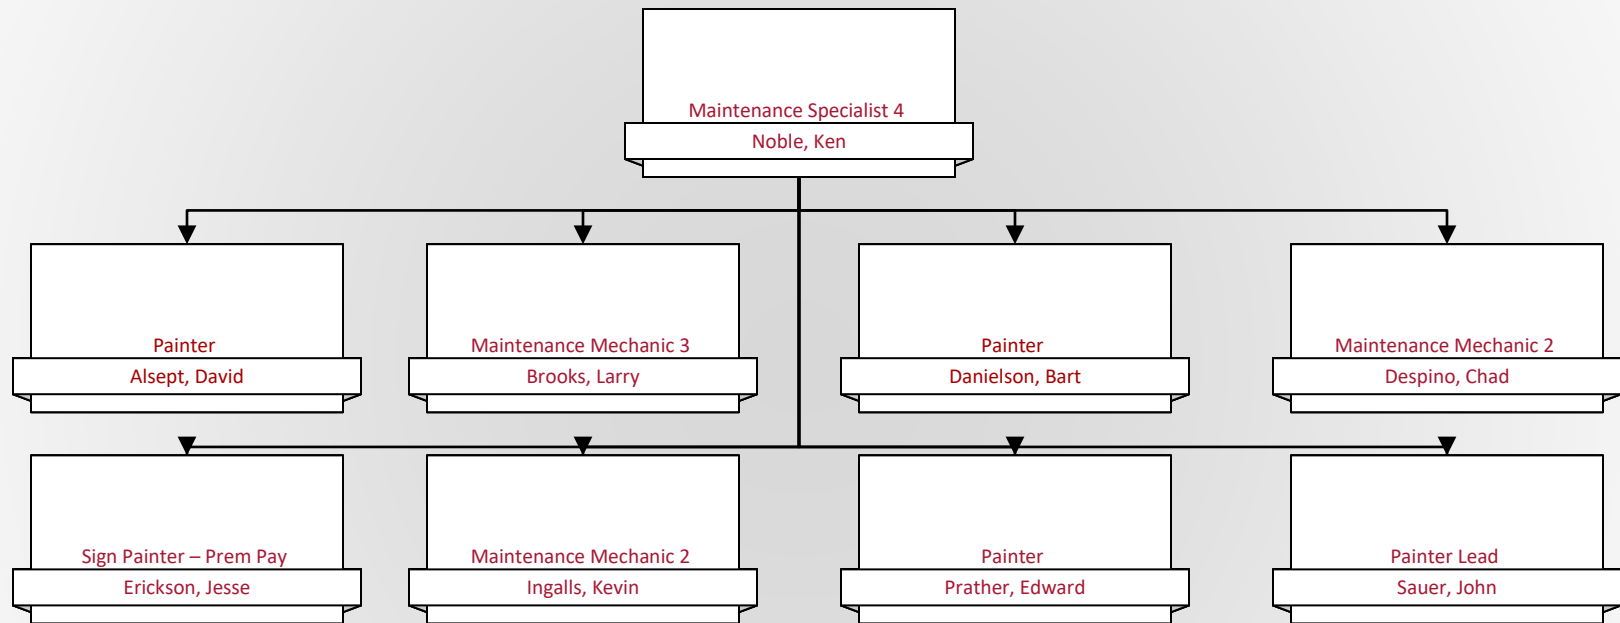 Maintenance Specialist 4
Noble, Ken
Painter
Alsept, David
Maintenance Mechanic 3
Brooks, Larry
Painter
Danielson, Bart
Maintenance Mechanic 2
Despino, Chad
Sign Painter – Prem Pay
Erickson, Jesse
Maintenance Mechanic 2
Ingalls, Kevin
Painter
Prather, Edward
Painter Lead
Sauer, John